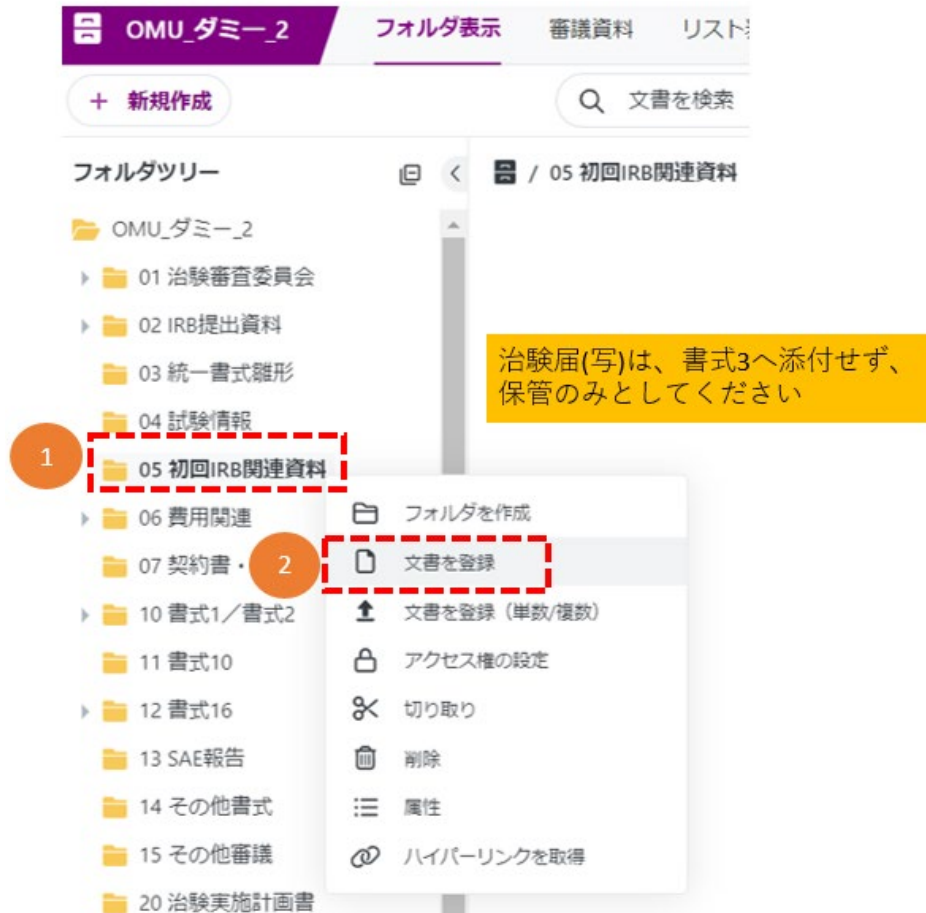 OMU_ダミー_2
フォルダ表示
審議資料
リスト
+ 新規作成
文書を検索
フォルダツリー
/ 05 初回IRB関連資料
OMU_ダミー_2
01 治験審査委員会
02 IRB提出資料
03 統一書式雛形
04 試験情報
05 初回IRB関連資料
06 費用関連
07 契約書・
10 書式1／書式2
11 書式10
12 書式16
13 SAE報告
14 その他書式
15 その他審議
20 治験実施計画書
治験届(写)は、書式3へ添付せず、
保管のみとしてください
1
2
フォルダを作成
文書を登録
文書を登録（単数/複数）
アクセス権の設定
切り取り
削除
属性
ハイパーリンクを取得